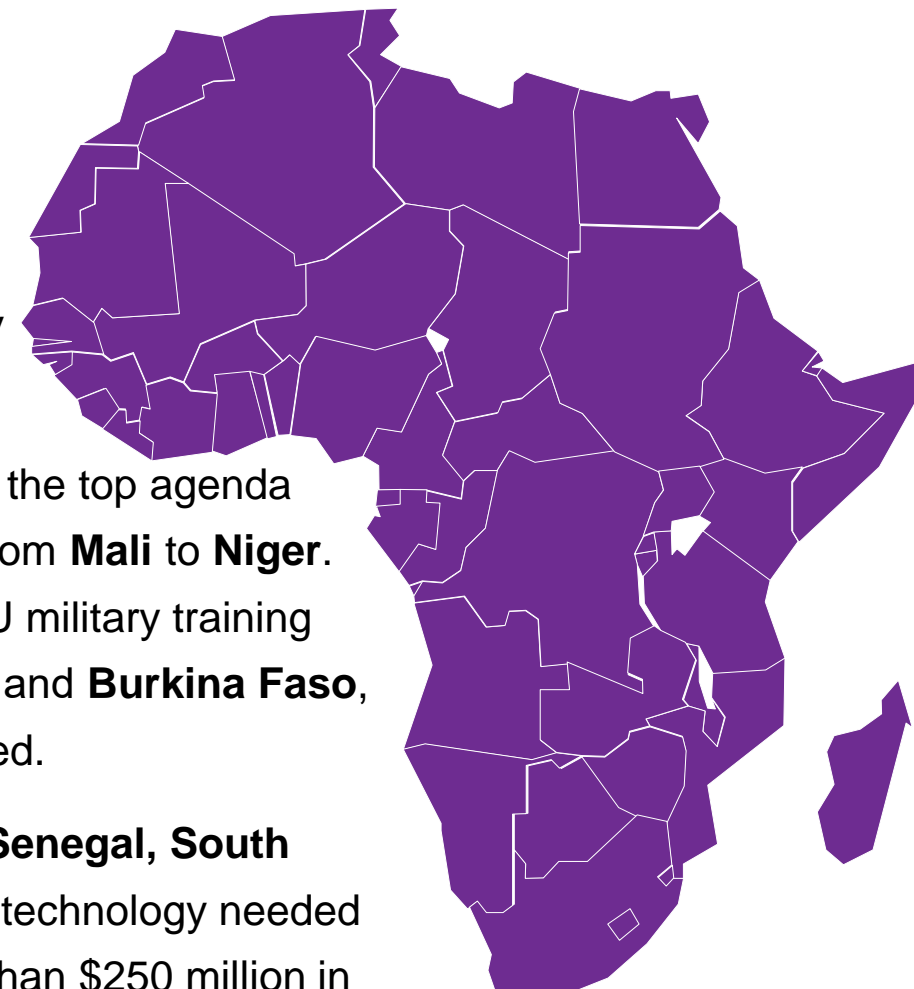 the top agenda
om Mali to Niger.
military training
and Burkina Faso,
ed.
Senegal, South
technology needed
han $250 million in